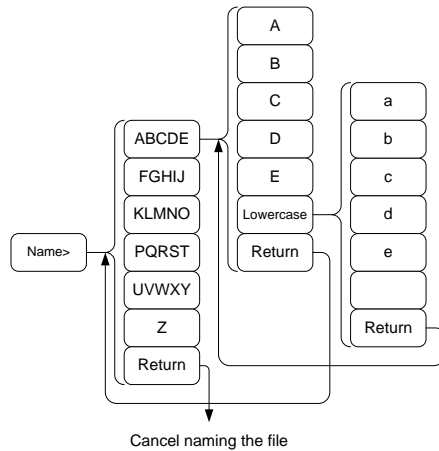 Name>
ABCDE
FGHIJ
KLMNO
PQRST
UVWXY
Z
Return
A
B
C
D
E
Lowercase
Return
a
b
c
d
e
Return
Cancel naming the file